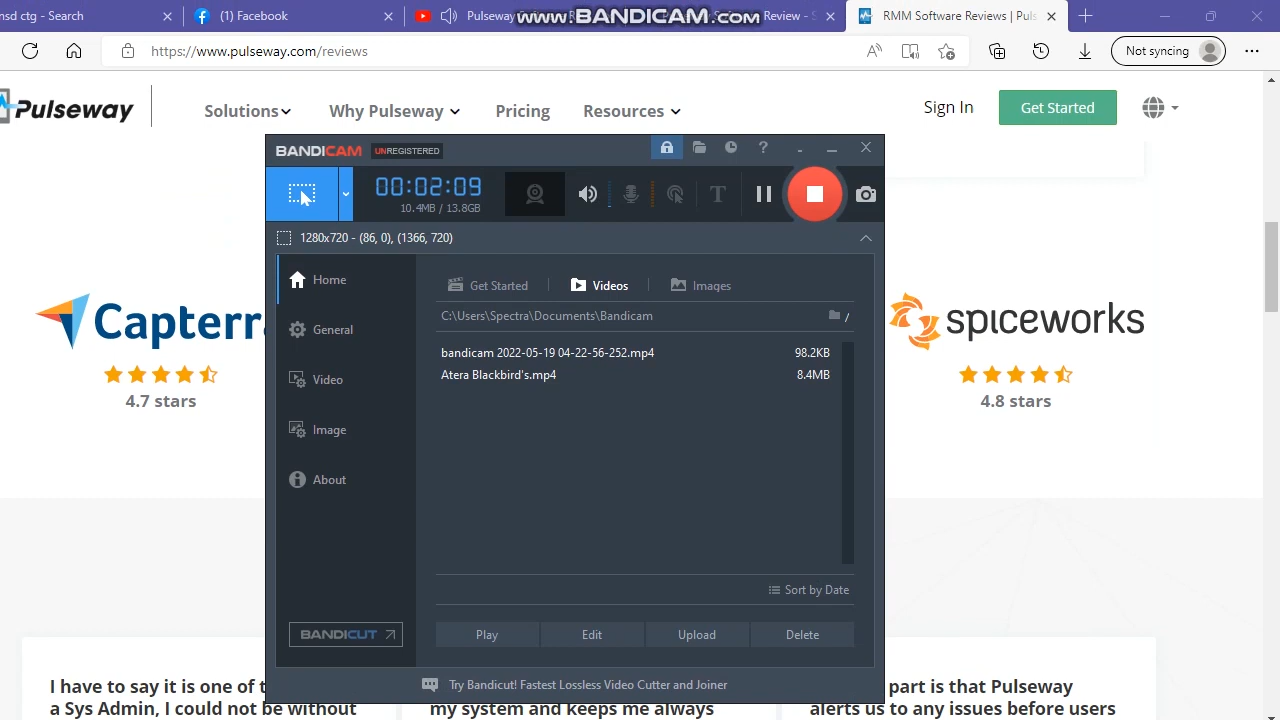 msd ctg - Search
(1) Facebook
Pulseway
Review - S
RMM Software Reviews | Puls
www.BANDICAM.com
https://www.pulseway.com/reviews
Not syncing
Pulseway
Solutions
Why Pulseway
Pricing
Resources
Sign In
Get Started
BANDICAM
UNREGISTERED
00:02:09
10.4MB / 13.8GB
1280x720 - (86, 0), (1366, 720)
Home
General
Video
Image
About
Get Started
Videos
Images
C:\Users\Spectra\Documents\Bandicam
/
bandicam 2022-05-19 04-22-56-252.mp4
98.2KB
Atera Blackbird's.mp4
8.4MB
Sort by Date
BANDICUT
Play
Edit
Upload
Delete
Try Bandicut! Fastest Lossless Video Cutter and Joiner
Capterra
4.7 stars
spiceworks
4.8 stars
I have to say it is one of t
a Sys Admin, I could not be without
my system and keeps me always
part is that Pulseway
alerts us to any issues before users